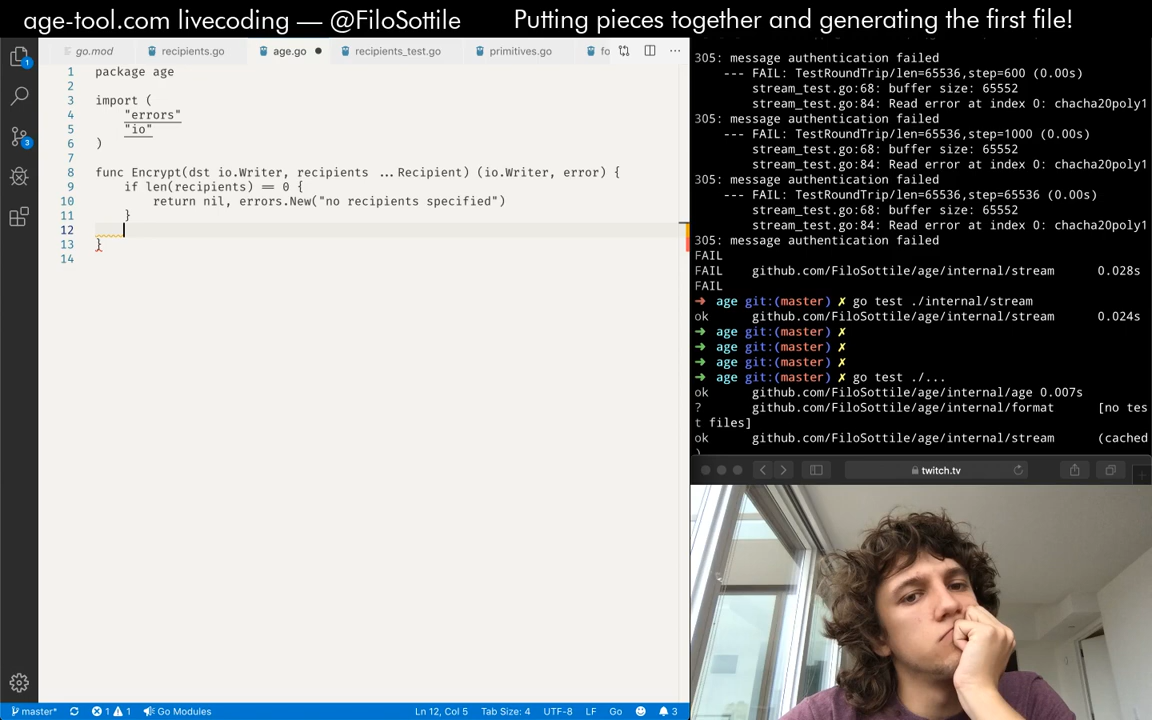 age-tool.com livecoding — @FiloSottile
Putting pieces together and generating the first file!
go.mod
recipients.go
age.go
recipients_test.go
primitives.go
fo
1 package age
2
3 import (
4 "errors"
5 "io"
6 )
7
8 func Encrypt(dst io.Writer, recipients ...Recipient) (io.Writer, error) {
9 if len(recipients) == 0 {
10 return nil, errors.New("no recipients specified")
11 }
12
13 }
14
305: message authentication failed
--- FAIL: TestRoundTrip/len=65536,step=600 (0.00s)
stream_test.go:68: buffer size: 65552
stream_test.go:84: Read error at index 0: chacha20poly1
305: message authentication failed
--- FAIL: TestRoundTrip/len=65536,step=1000 (0.00s)
stream_test.go:68: buffer size: 65552
stream_test.go:84: Read error at index 0: chacha20poly1
305: message authentication failed
--- FAIL: TestRoundTrip/len=65536,step=65536 (0.00s)
stream_test.go:68: buffer size: 65552
stream_test.go:84: Read error at index 0: chacha20poly1
305: message authentication failed
FAIL
FAIL github.com/FiloSottile/age/internal/stream 0.028s
FAIL
➜ age git:(master) ✗ go test ./internal/stream
ok github.com/FiloSottile/age/internal/stream 0.024s
➜ age git:(master) ✗
➜ age git:(master) ✗
➜ age git:(master) ✗
➜ age git:(master) ✗ go test ./...
ok github.com/FiloSottile/age/internal/age 0.007s
? github.com/FiloSottile/age/internal/format [no tes
t files]
ok github.com/FiloSottile/age/internal/stream (cached
)
twitch.tv
1
3
master*
1
1
Go Modules
Ln 12, Col 5
Tab Size: 4
UTF-8
LF
Go
3